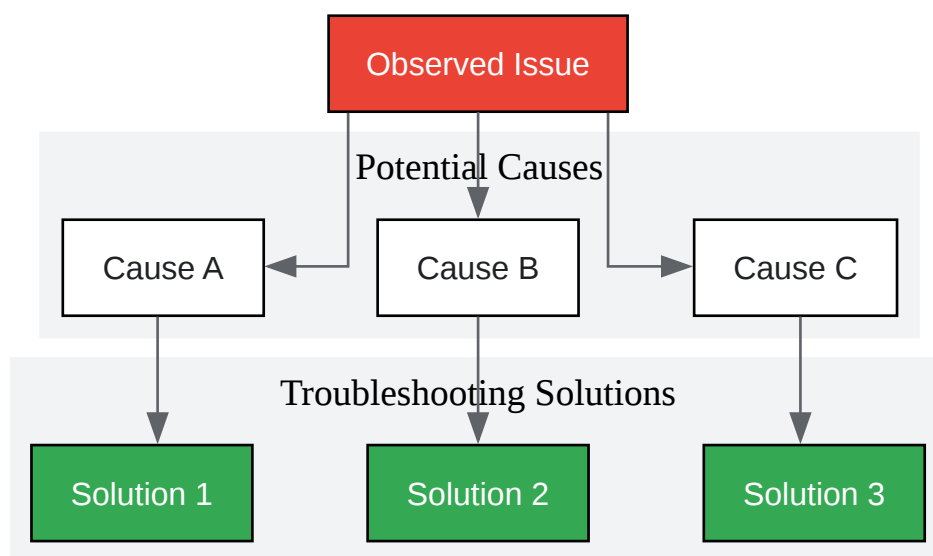 Observed Issue
Potential Causes
Cause A
Cause B
Cause C
Troubleshooting Solutions
Solution 1
Solution 2
Solution 3